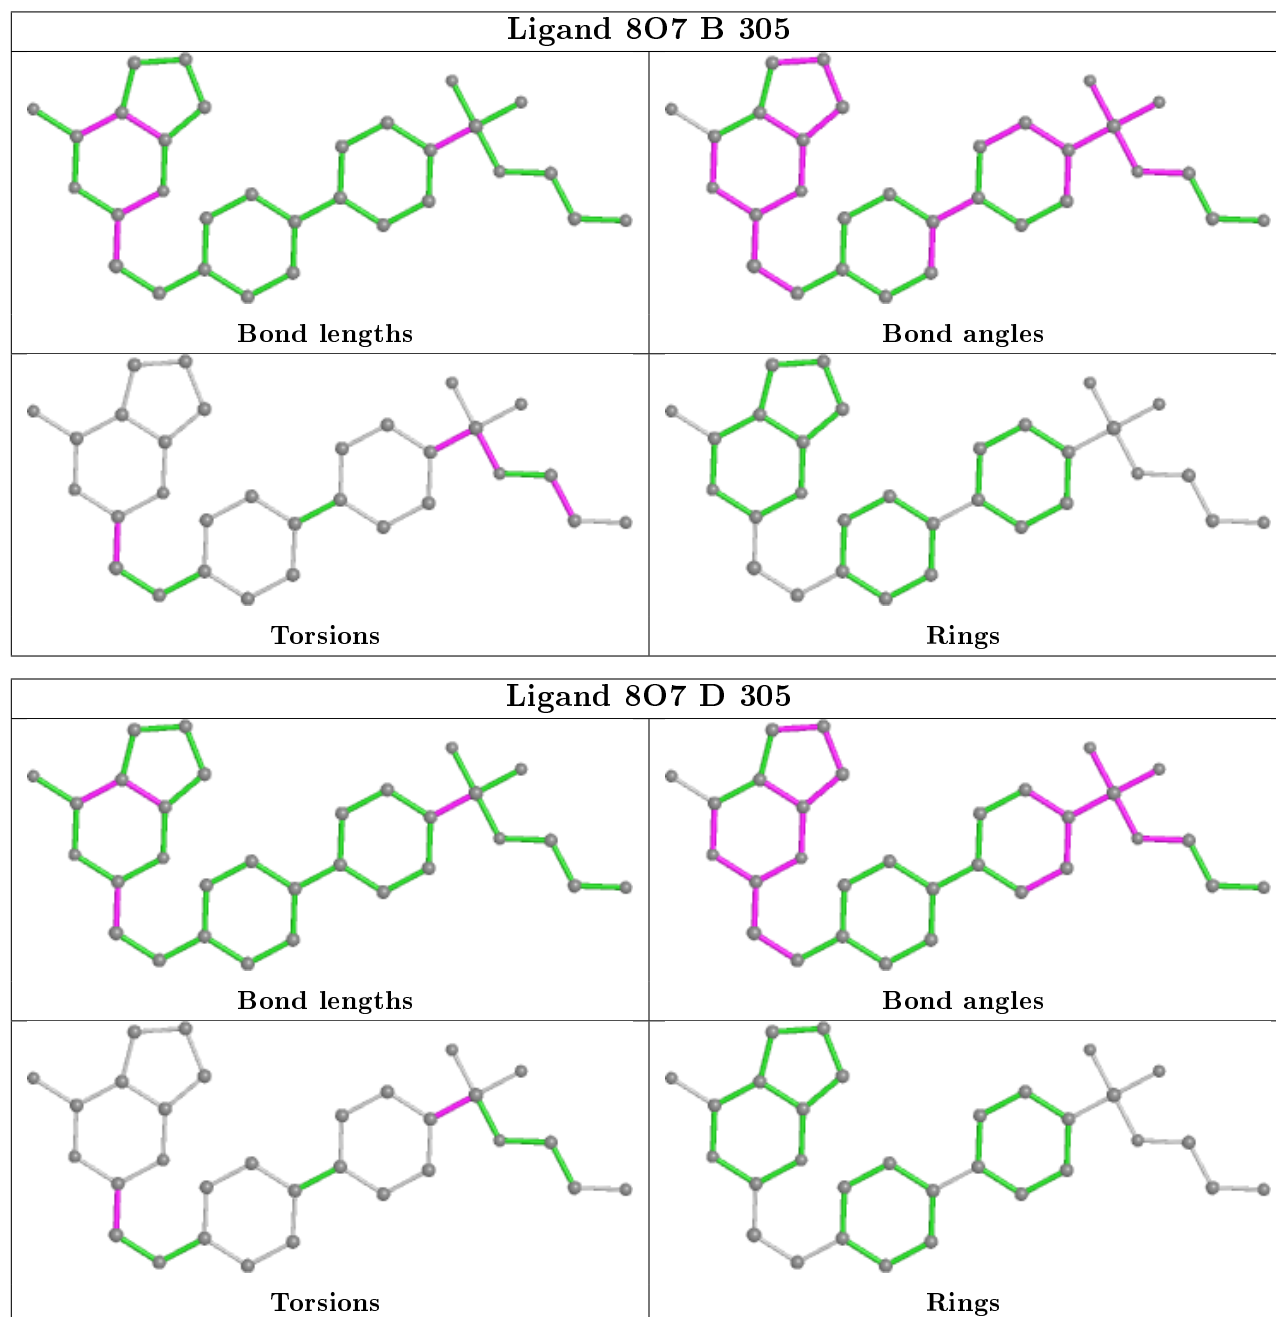 Ligand 8O7 B 305
Bond lengths
Bond angles
Torsions
Rings
Ligand 8O7 D 305
Bond lengths
Bond angles
Torsions
Rings